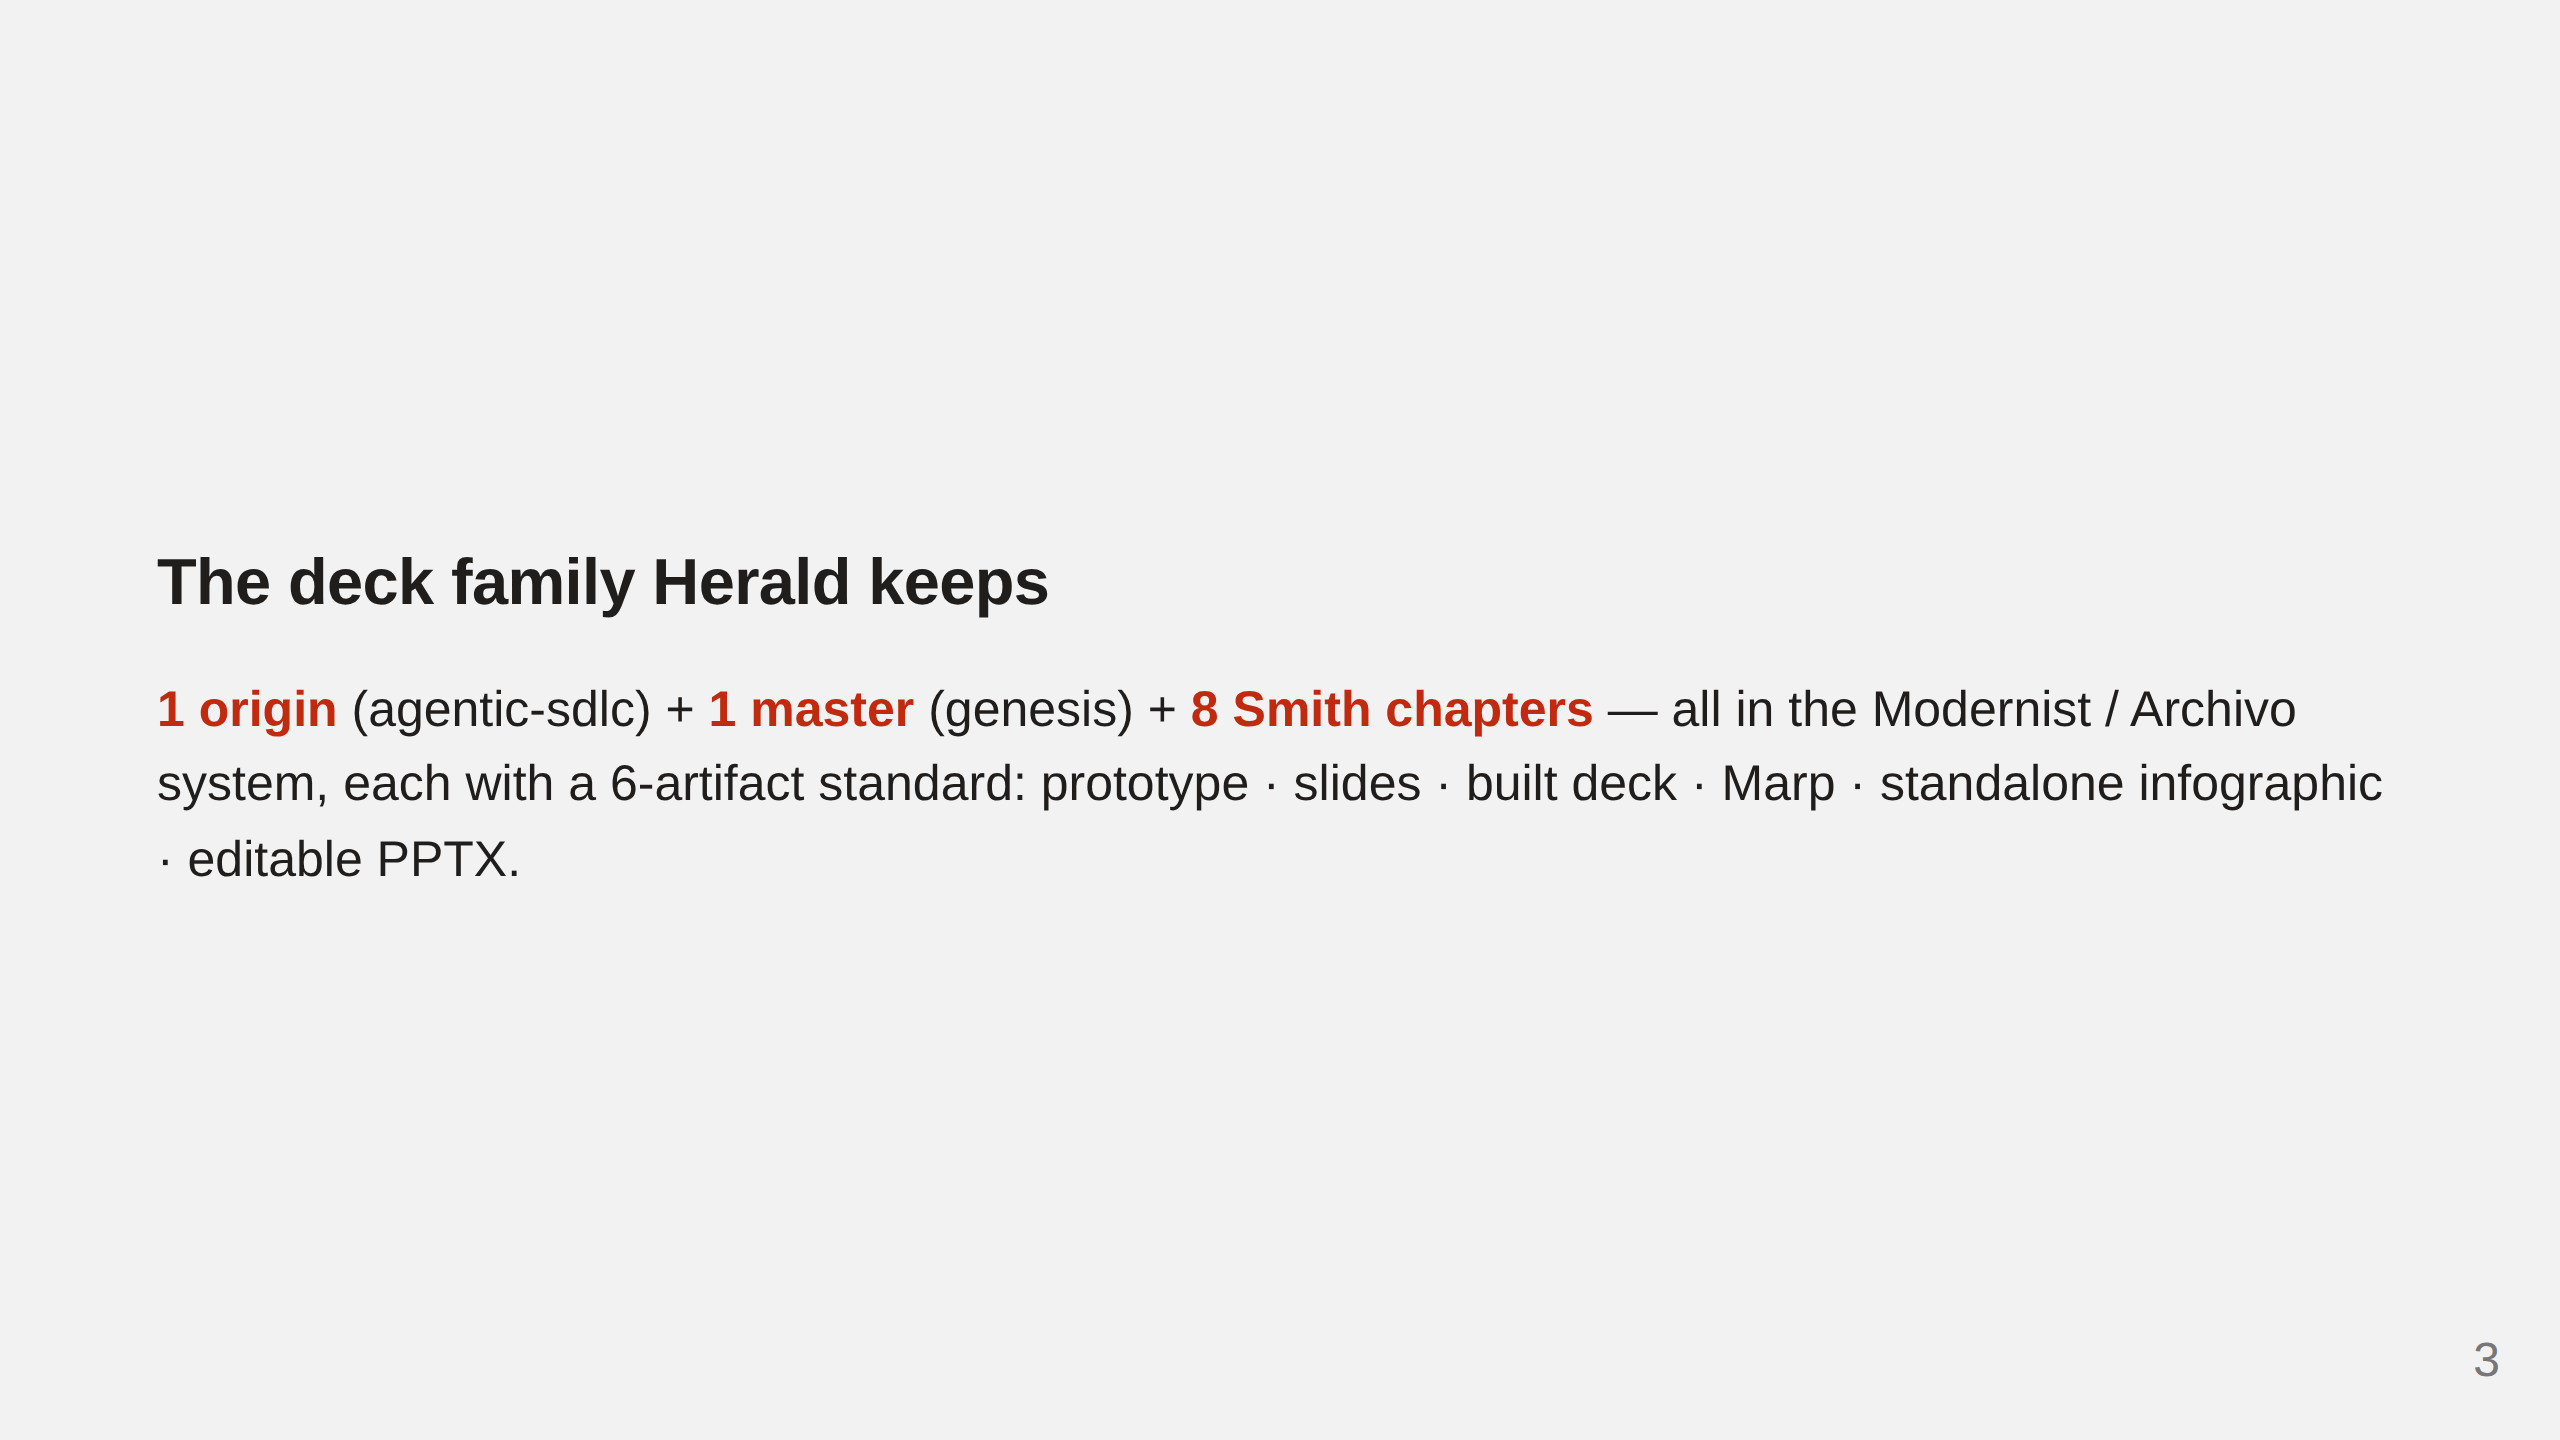 The deck family Herald keeps
1 origin (agentic-sdlc) + 1 master (genesis) + 8 Smith chapters — all in the Modernist / Archivo
system, each with a 6-artifact standard: prototype · slides · built deck · Marp · standalone infographic
· editable PPTX.
3